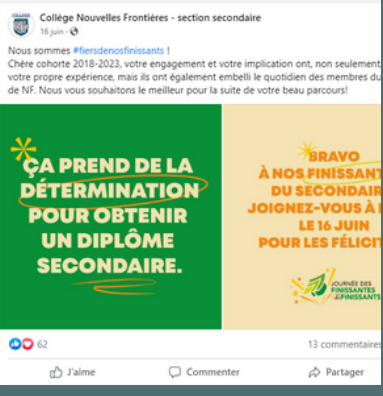 Collège Nouvelles Frontières - section secondaire
16 juin
Nous sommes #fiersdenosfinissants !
Chère cohorte 2018-2023, votre engagement et votre implication ont, non seulement,
votre propre expérience, mais ils ont également embelli le quotidien des membres du
de NF. Nous vous souhaitons le meilleur pour la suite de votre beau parcours!
ÇA PREND DE LA
DÉTERMINATION
POUR OBTENIR
UN DIPLÔME
SECONDAIRE.
BRAVO
À NOS FINISSANT
DU SECONDAIR
JOIGNEZ-VOUS À
LE 16 JUIN
POUR LES FÉLICIT
JOURNÉE DES
FINISSANTES
FINISSANTS
62
13 commentaires
J'aime
Commenter
Partager